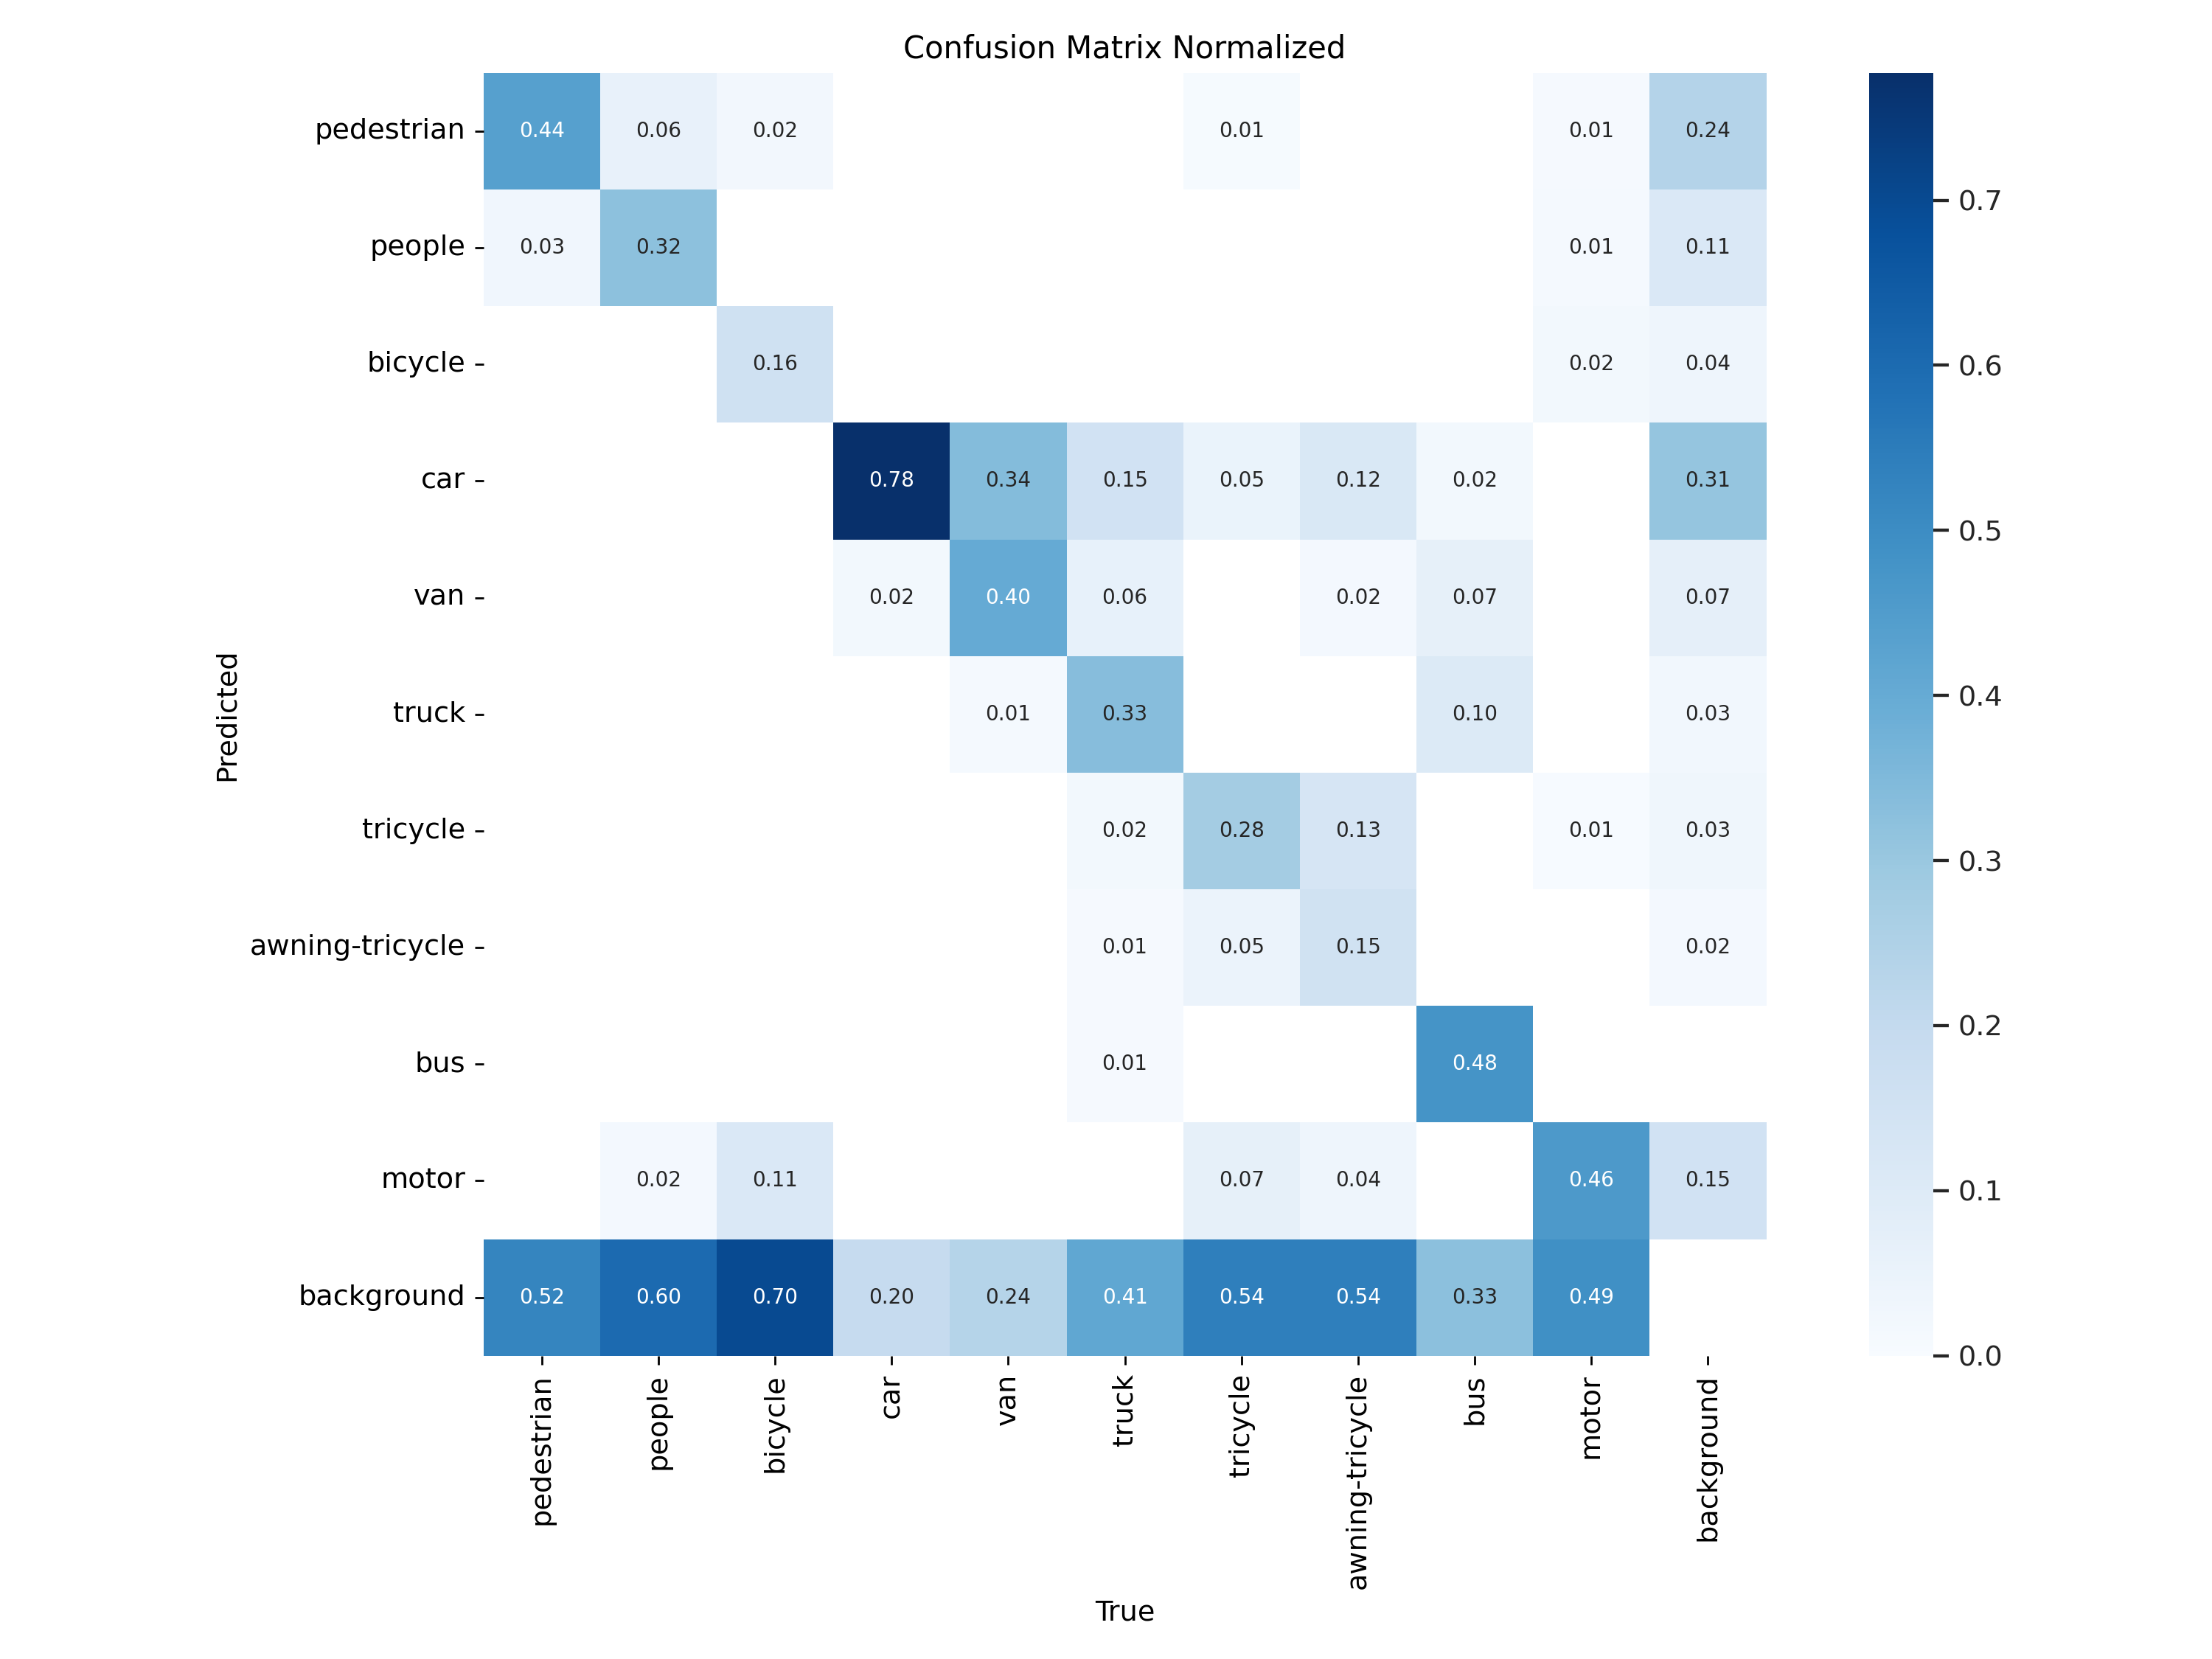 Confusion Matrix Normalized
pedestrian 0.44 0.06 0.02 0.01 0.01 0.24
people 0.03 0.32 0.01 0.11
bicycle 0.16 0.02 0.04
car 0.78 0.34 0.15 0.05 0.12 0.02 0.31
van 0.02 0.40 0.06 0.02 0.07 0.07
truck 0.01 0.33 0.10 0.03
tricycle 0.02 0.28 0.13 0.01 0.03
awning-tricycle 0.01 0.05 0.15 0.02
bus 0.01 0.48
motor 0.02 0.11 0.07 0.04 0.46 0.15
background 0.52 0.60 0.70 0.20 0.24 0.41 0.54 0.54 0.33 0.49
Predicted
pedestrian
people
bicycle
car
van
truck
tricycle
awning-tricycle
bus
motor
background
True
0.7
0.6
0.5
0.4
0.3
0.2
0.1
0.0